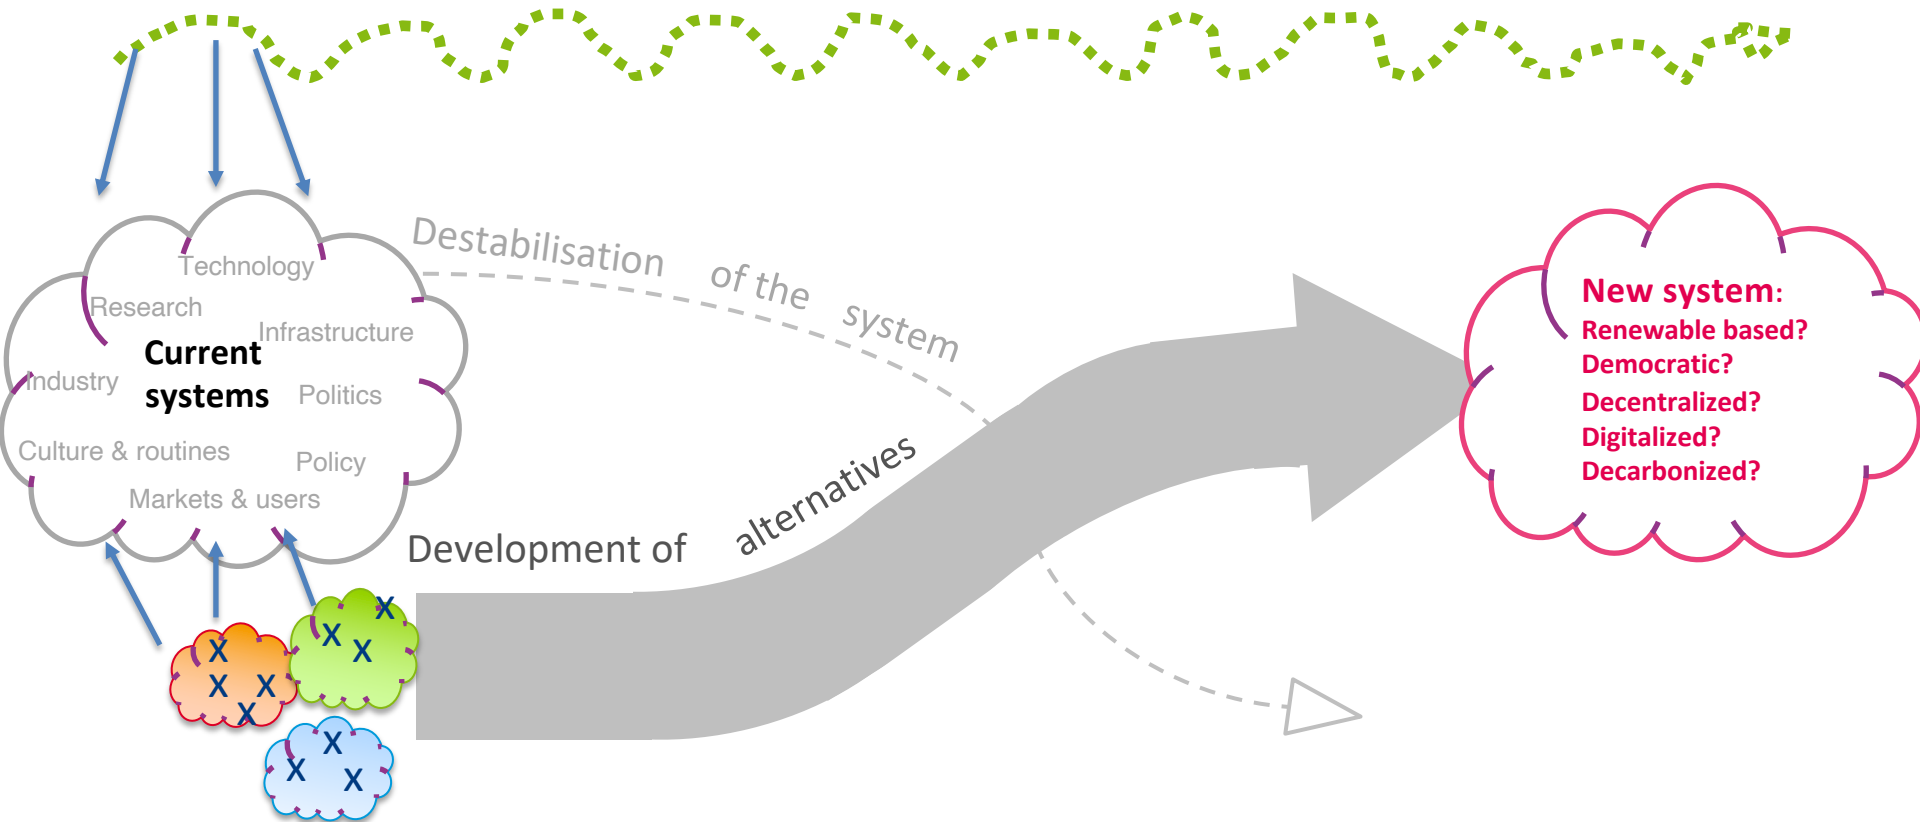 Technology
Research
Infrastructure
Current
systems
Industry
Politics
Culture & routines
Policy
Markets & users
Destabilisation of the system
Development of alternatives
New system:
Renewable based?
Democratic?
Decentralized?
Digitalized?
Decarbonized?
X
X
X
X
X
X
X
X
X
X